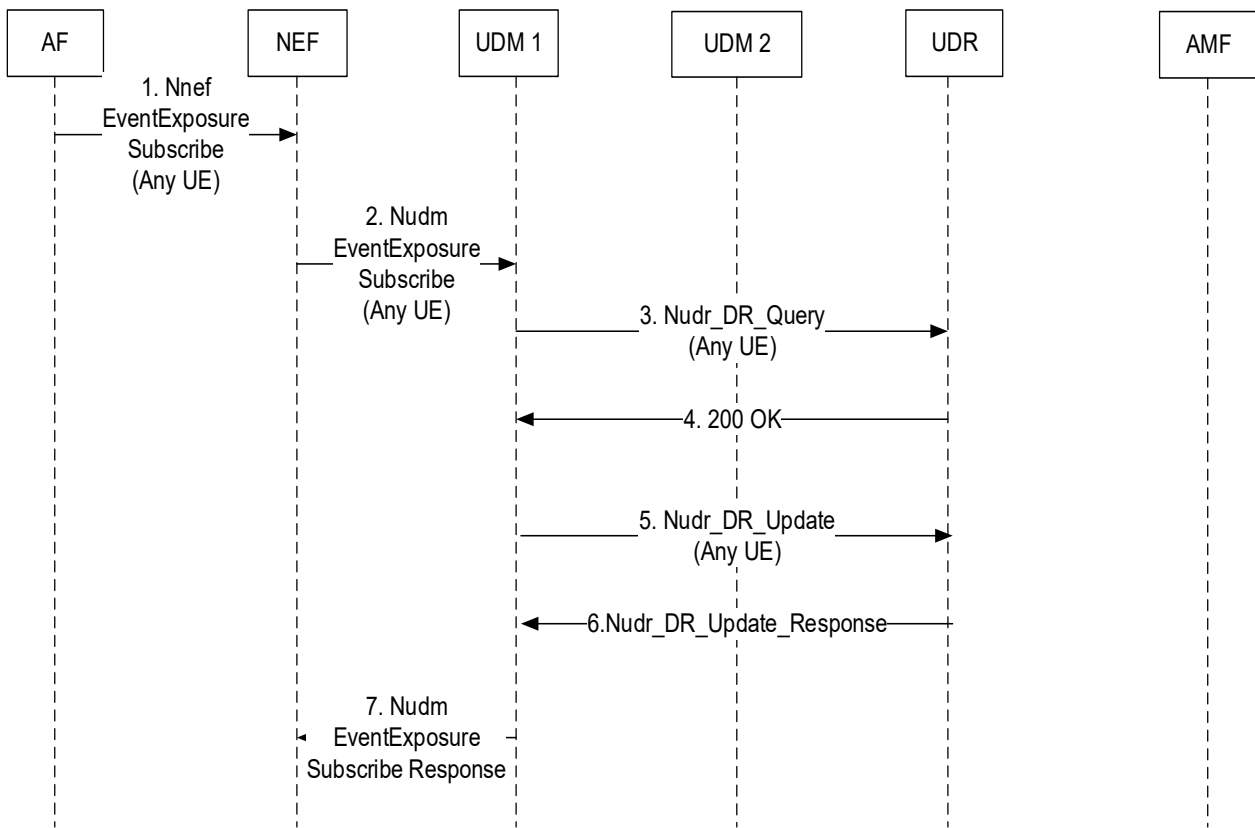 AF
NEF
UDM 1
UDM 2
UDR
AMF
1. Nnef
EventExposure
Subscribe
(Any UE)
2. Nudm
EventExposure
Subscribe
(Any UE)
3. Nudr_DR_Query
(Any UE)
4. 200 OK
5. Nudr_DR_Update
(Any UE)
6.Nudr_DR_Update_Response
7. Nudm
EventExposure
Subscribe Response